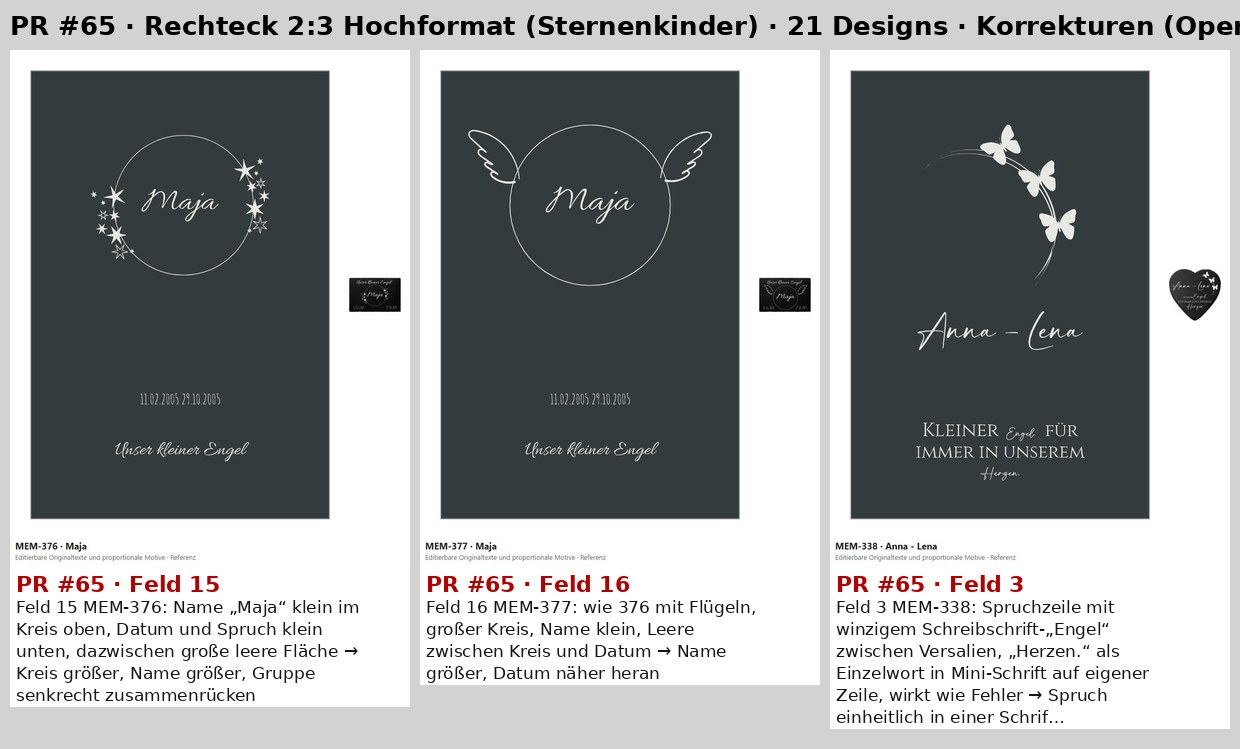 PR #65 · Rechteck 2:3 Hochformat (Sternenkinder) · 21 Designs · Korrekturen (Oper
Maja
11.02.2005 29.10.2005
Unser kleiner Engel
MEM-376 · Maja
Editierbare Originaltexte und proportionale Motive · Referenz
PR #65 · Feld 15
Feld 15 MEM-376: Name „Maja“ klein im
Kreis oben, Datum und Spruch klein
unten, dazwischen große leere Fläche →
Kreis größer, Name größer, Gruppe
senkrecht zusammenrücken
Maja
11.02.2005 29.10.2005
Unser kleiner Engel
Maja
MEM-377 · Maja
Editierbare Originaltexte und proportionale Motive · Referenz
PR #65 · Feld 16
Feld 16 MEM-377: wie 376 mit Flügeln,
großer Kreis, Name klein, Leere
zwischen Kreis und Datum → Name
größer, Datum näher heran
Anna – Lena
Kleiner Engel für
immer in unserem
Herzen.
Anna – Lena
MEM-338 · Anna - Lena
Editierbare Originaltexte und proportionale Motive · Referenz
PR #65 · Feld 3
Feld 3 MEM-338: Spruchzeile mit
winzigem Schreibschrift-„Engel“
zwischen Versalien, „Herzen.“ als
Einzelwort in Mini-Schrift auf eigener
Zeile, wirkt wie Fehler → Spruch
einheitlich in einer Schrif…